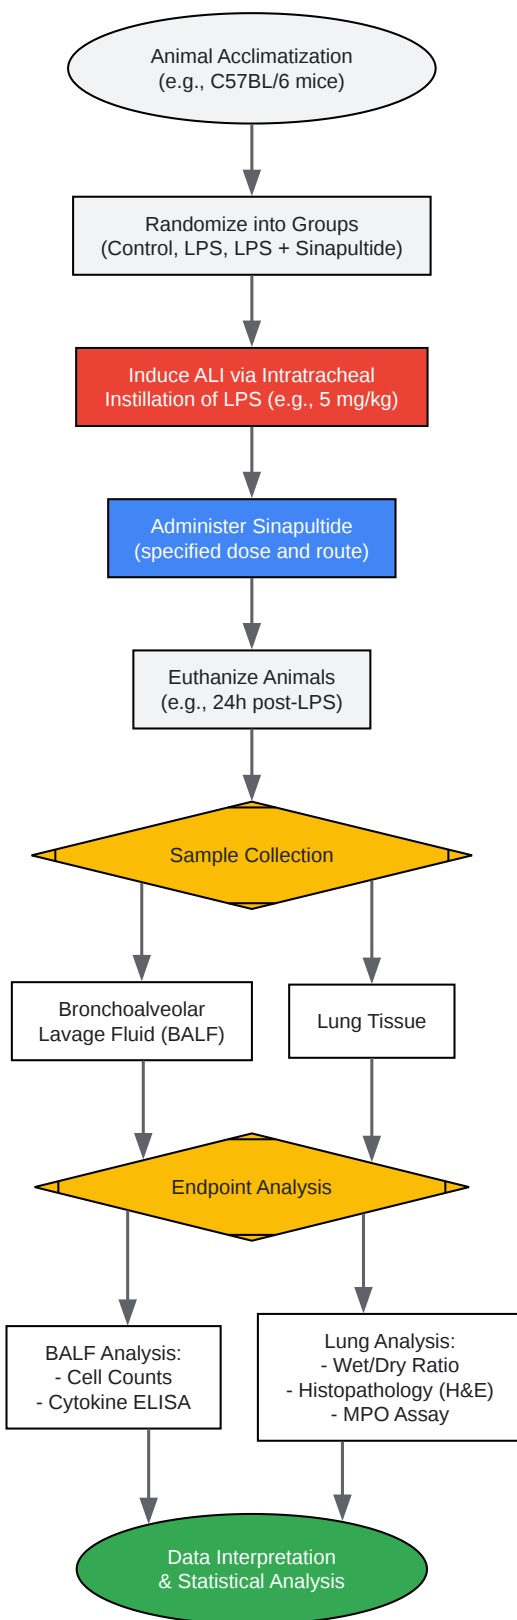 Animal Acclimatization
(e.g., C57BL/6 mice)
Randomize into Groups
(Control, LPS, LPS + Sinapultide)
Induce ALI via Intratracheal
Instillation of LPS (e.g., 5 mg/kg)
Administer Sinapultide
(specified dose and route)
Euthanize Animals
(e.g., 24h post-LPS)
Sample Collection
Bronchoalveolar
Lavage Fluid (BALF)
Lung Tissue
Endpoint Analysis
BALF Analysis:
- Cell Counts
- Cytokine ELISA
Lung Analysis:
- Wet/Dry Ratio
- Histopathology (H&E)
- MPO Assay
Data Interpretation
& Statistical Analysis